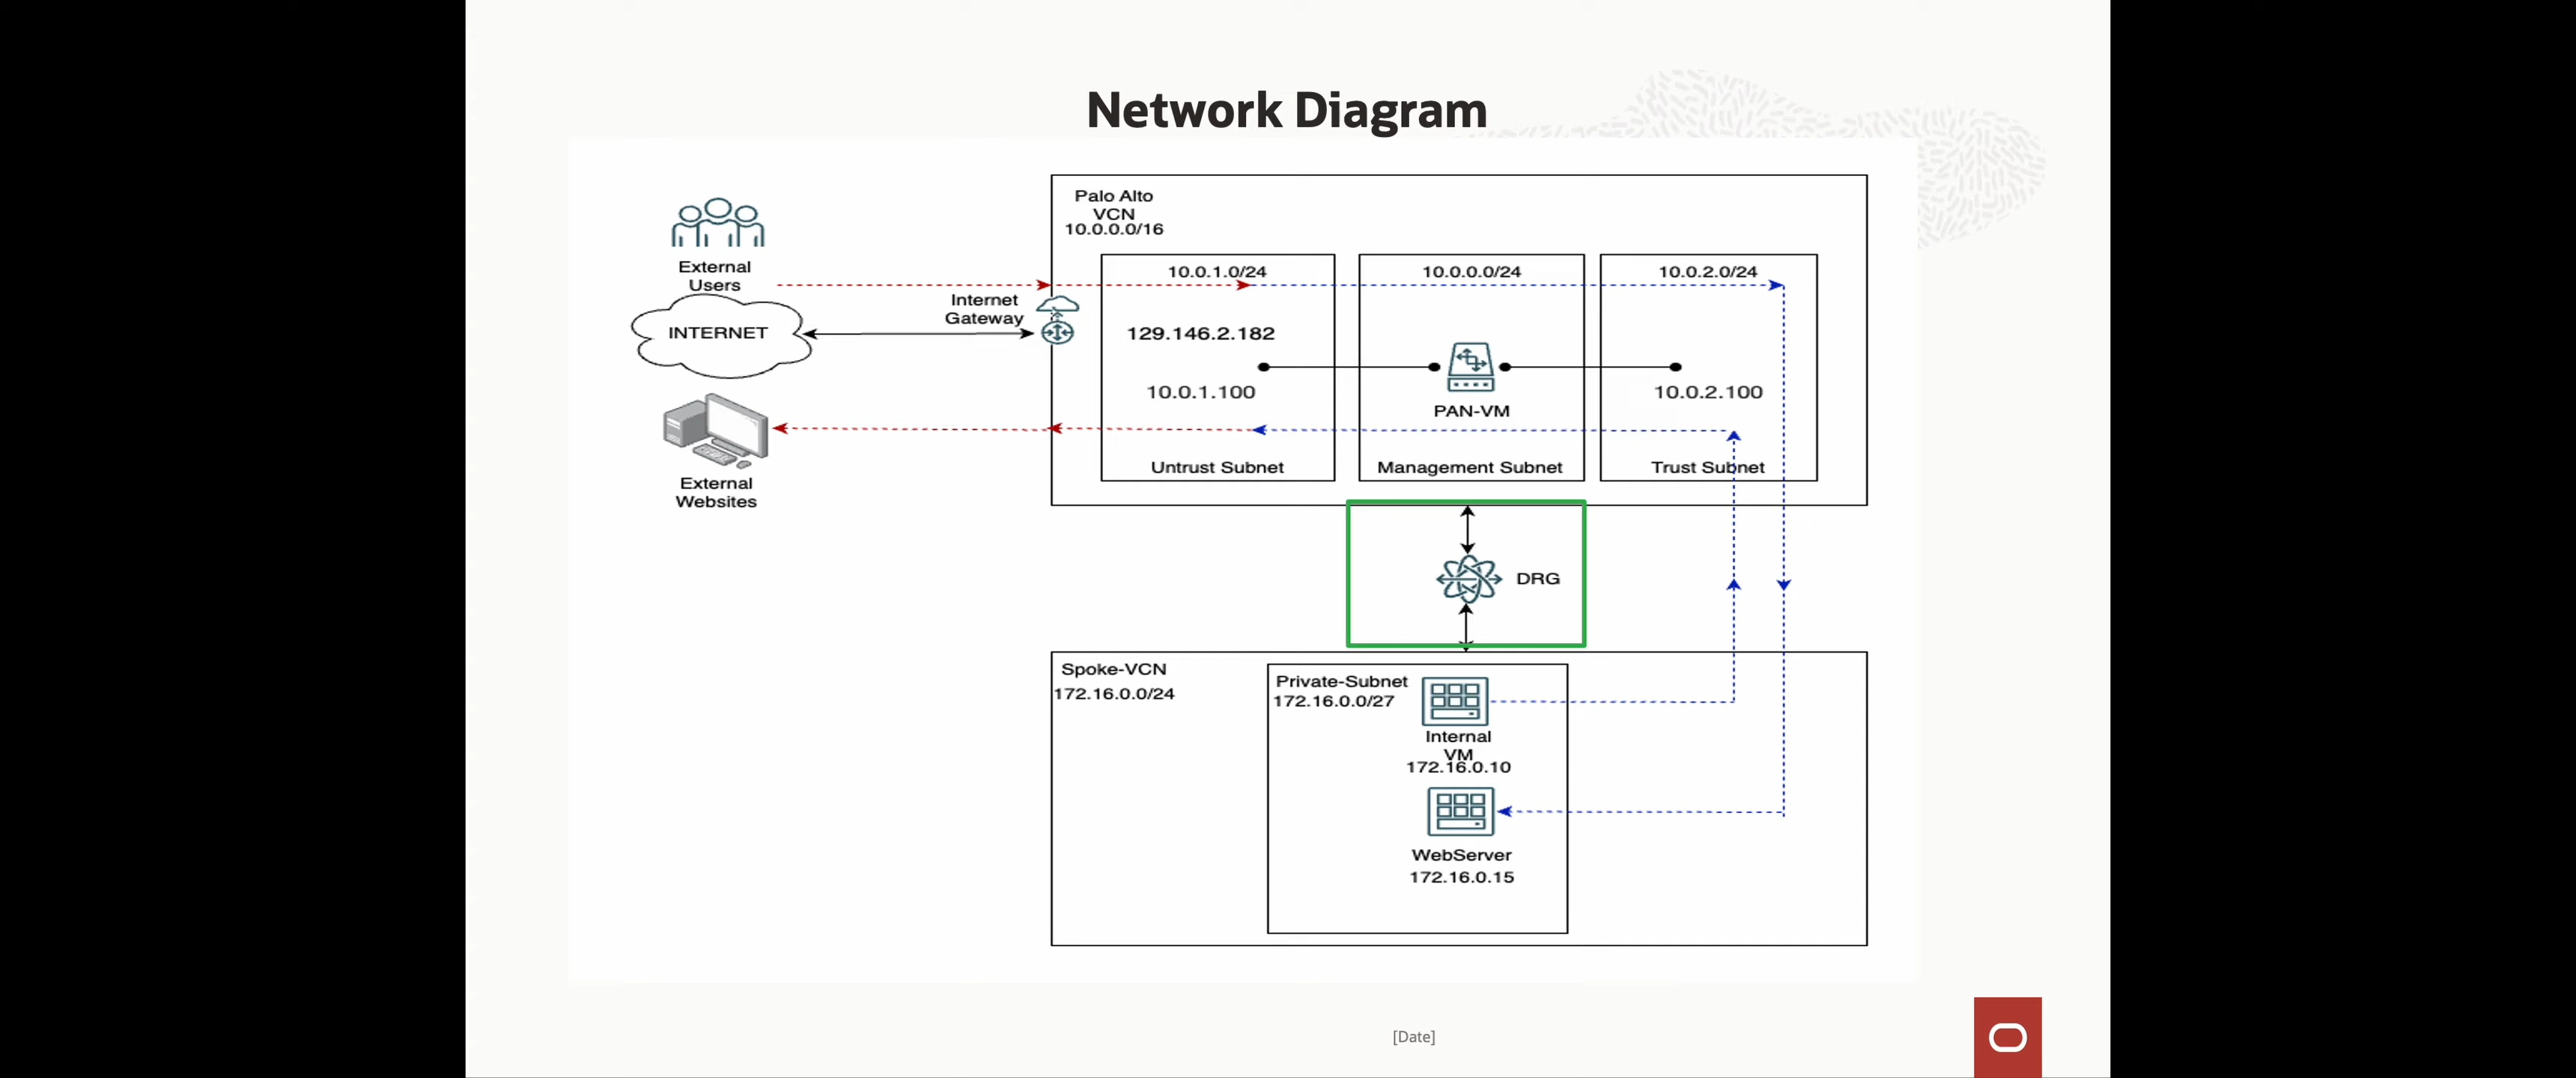 Network Diagram
Palo Alto
VCN
10.0.0.0/16
External
Users
INTERNET
Internet
Gateway
External
Websites
10.0.1.0/24
129.146.2.182
10.0.1.100
Untrust Subnet
10.0.0.0/24
PAN-VM
Management Subnet
10.0.2.0/24
10.0.2.100
Trust Subnet
DRG
Spoke-VCN
172.16.0.0/24
Private-Subnet
172.16.0.0/27
Internal
VM
172.16.0.10
WebServer
172.16.0.15
[Date]